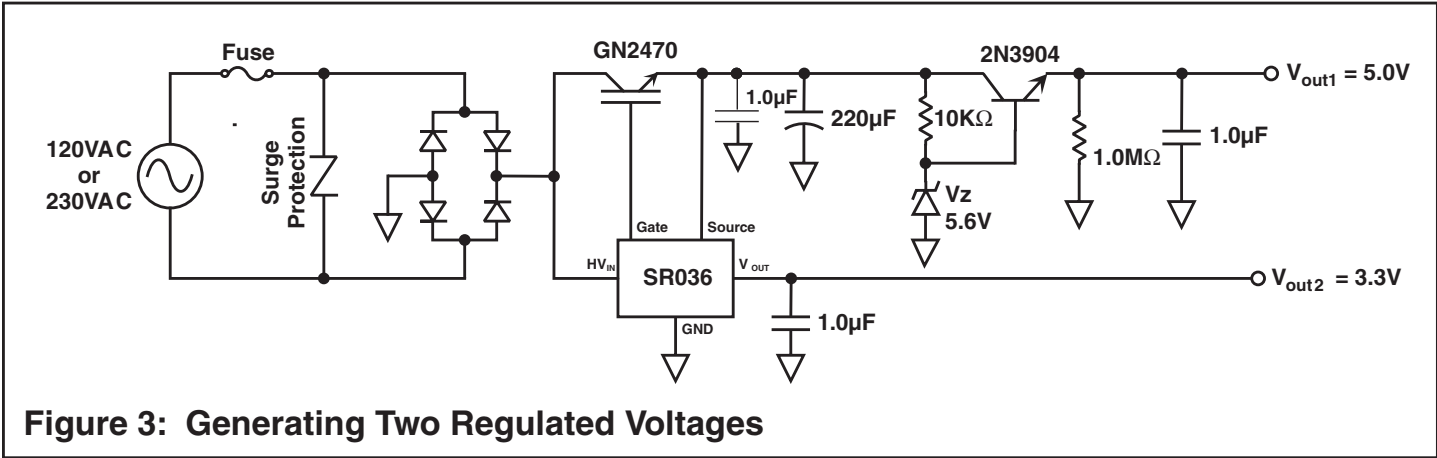 Fuse
GN2470
2N3904
Vout1 = 5.0V
1.0µF
220µF
10KΩ
1.0MΩ
1.0µF
120VAC
or
230VAC
Surge
Protection
Vz
5.6V
Gate
Source
HVIN
SR036
VOUT
GND
1.0µF
Vout2 = 3.3V
Figure 3: Generating Two Regulated Voltages